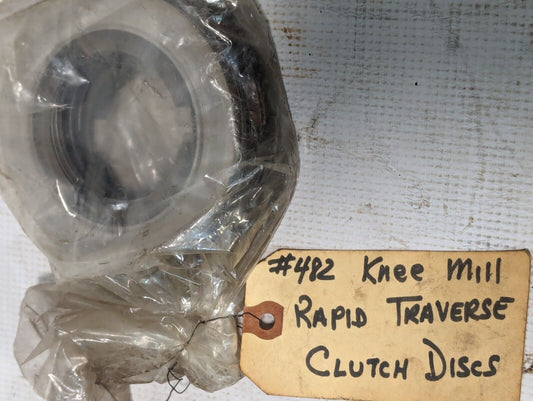 #482 Knee Mill
RAPID TRAVERSE
CLUTCH DISCS